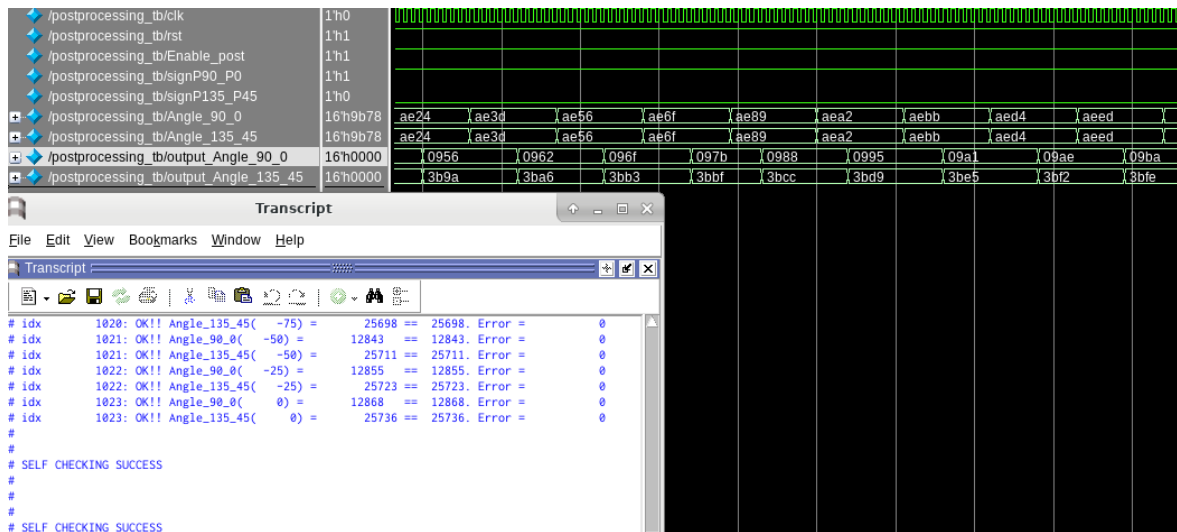 /postprocessing_tb/clk 1'h0
/postprocessing_tb/rst 1'h1
/postprocessing_tb/Enable_post 1'h1
/postprocessing_tb/signP90_P0 1'h1
/postprocessing_tb/signP135_P45 1'h0
/postprocessing_tb/Angle_90_0 16'h9b78 ae24 ae3d ae56 ae6f ae89 aea2 aebb aed4 aeed
/postprocessing_tb/Angle_135_45 16'h9b78 ae24 ae3d ae56 ae6f ae89 aea2 aebb aed4 aeed
/postprocessing_tb/output_Angle_90_0 16'h0000 0956 0962 096f 097b 0988 0995 09a1 09ae 09ba
/postprocessing_tb/output_Angle_135_45 16'h0000 3b9a 3ba6 3bb3 3bbf 3bcc 3bd9 3be5 3bf2 3bfe
Transcript
File Edit View Bookmarks Window Help
Transcript
# idx 1020: OK!! Angle_135_45( -75) = 25698 == 25698. Error = 0
# idx 1021: OK!! Angle_90_0( -50) = 12843 == 12843. Error = 0
# idx 1021: OK!! Angle_135_45( -50) = 25711 == 25711. Error = 0
# idx 1022: OK!! Angle_90_0( -25) = 12855 == 12855. Error = 0
# idx 1022: OK!! Angle_135_45( -25) = 25723 == 25723. Error = 0
# idx 1023: OK!! Angle_90_0( 0) = 12868 == 12868. Error = 0
# idx 1023: OK!! Angle_135_45( 0) = 25736 == 25736. Error = 0
#
#
# SELF CHECKING SUCCESS
#
#
#
# SELF CHECKING SUCCESS